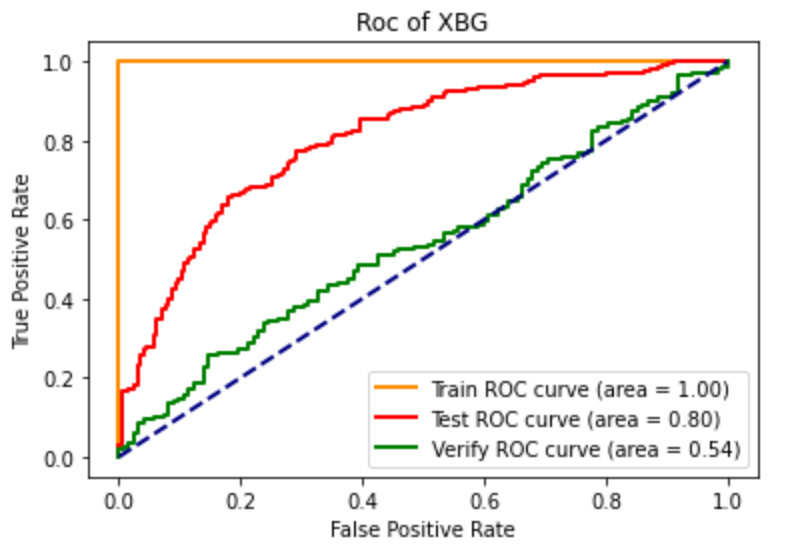 Roc of XBG
True Positive Rate
1.0
0.8
0.6
0.4
0.2
0.0
Train ROC curve (area = 1.00)
Test ROC curve (area = 0.80)
Verify ROC curve (area = 0.54)
0.0 0.2 0.4 0.6 0.8 1.0
False Positive Rate